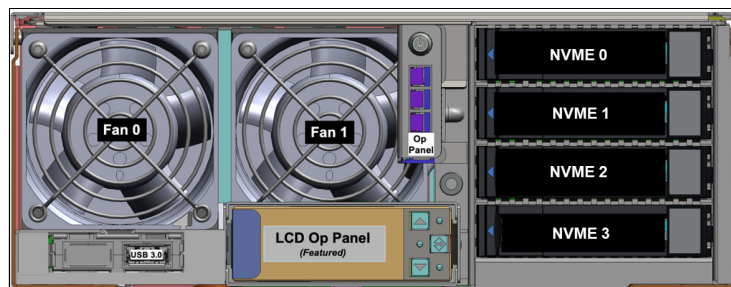 Fan 0
Fan 1
Op
Panel
NVME 0
NVME 1
NVME 2
NVME 3
LCD Op Panel
(Featured)
USB 3.0